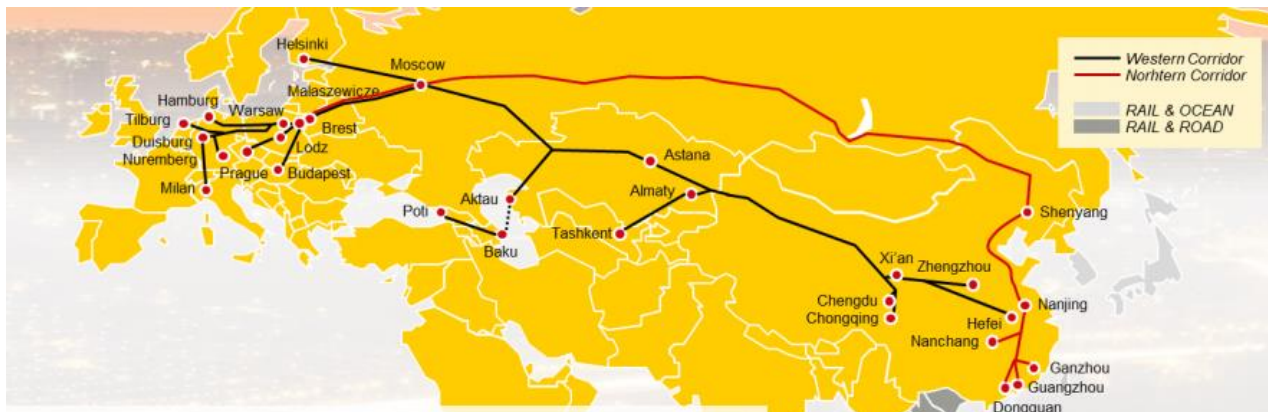 Helsinki
Moscow
Western Corridor
Norhtern Corridor
RAIL & OCEAN
RAIL & ROAD
Malaszewicze
Hamburg
Warsaw
Tilburg
Brest
Duisburg
Lodz
Nuremberg
Prague
Budapest
Milan
Astana
Almaty
Aktau
Poti
Tashkent
Baku
Shenyang
Xi'an
Zhengzhou
Chengdu
Chongqing
Nanjing
Hefei
Nanchang
Ganzhou
Guangzhou
Dongguan